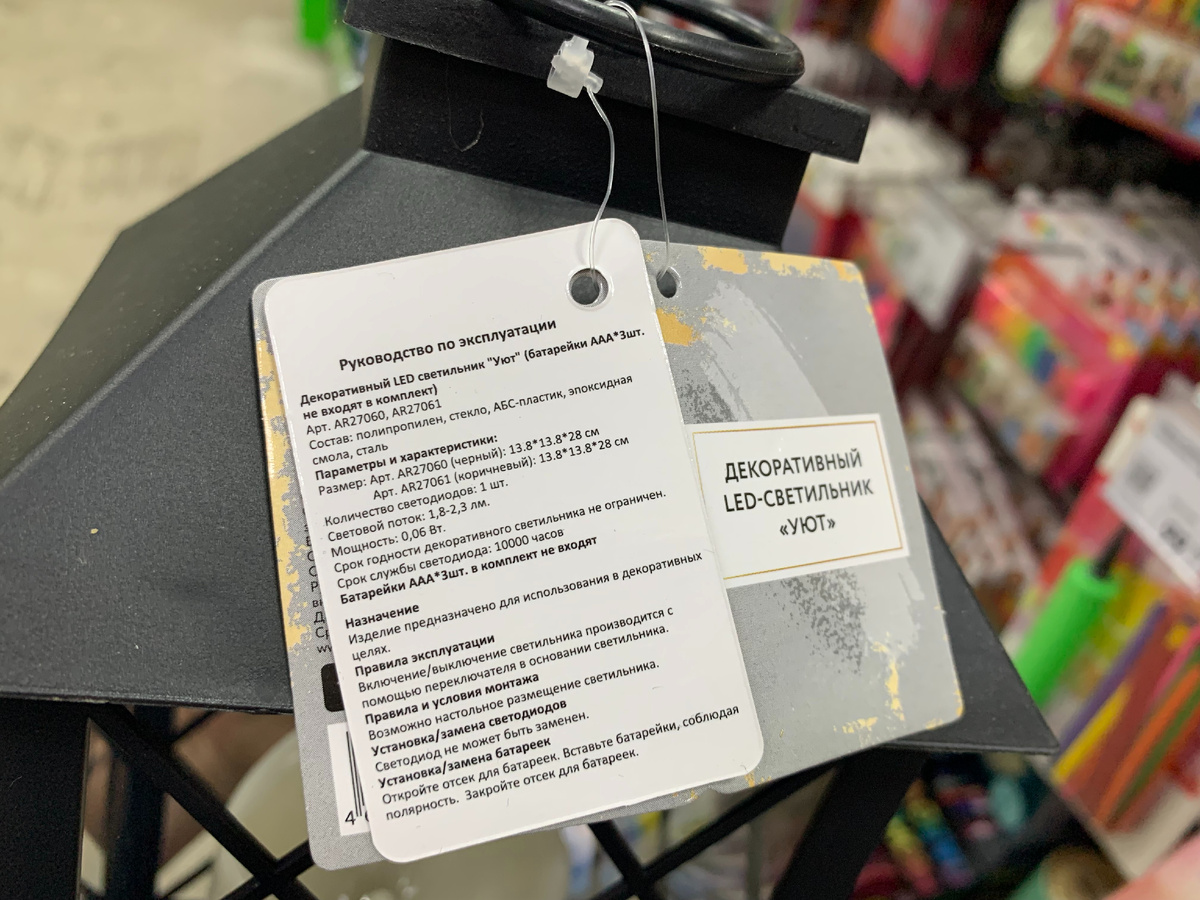 Руководство по эксплуатации
Декоративный LED светильник "Уют" (батарейки ААА*3шт.
не входят в комплект)
Арт. AR27060, AR27061
Состав: полипропилен, стекло, АБС-пластик, эпоксидная
смола, сталь
Параметры и характеристики:
Размер: Арт. AR27060 (черный): 13.8*13.8*28 см
Арт. AR27061 (коричневый): 13.8*13.8*28 см
Количество светодиодов: 1 шт.
Световой поток: 1,8-2,3 лм.
Мощность: 0,06 Вт.
Срок годности декоративного светильника не ограничен.
Срок службы светодиода: 10000 часов
Батарейки ААА*3шт. в комплект не входят
Назначение
Изделие предназначено для использования в декоративных
целях.
Правила эксплуатации
Включение/выключение светильника производится с
помощью переключателя в основании светильника.
Правила и условия монтажа
Возможно настольное размещение светильника.
Установка/замена светодиодов
Светодиод не может быть заменен.
Установка/замена батареек
Откройте отсек для батареек. Вставьте батарейки, соблюдая
полярность. Закройте отсек для батареек.
ДЕКОРАТИВНЫЙ
LED-СВЕТИЛЬНИК
«УЮТ»